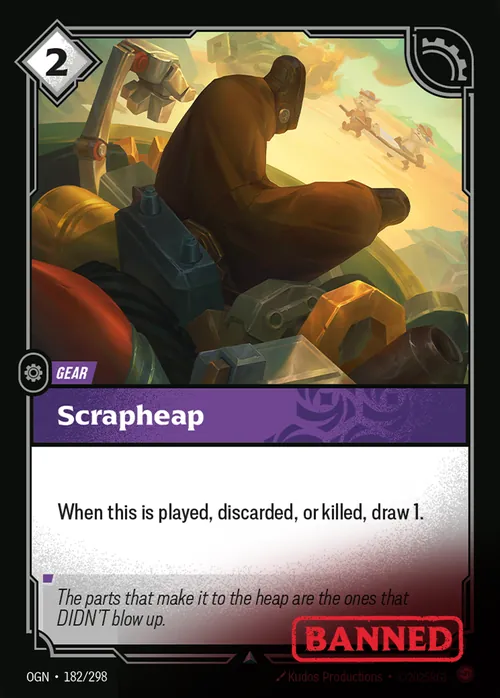 2
GEAR
Scrapheap
When this is played, discarded, or killed, draw 1.
The parts that make it to the heap are the ones that
DIDN'T blow up.
BANNED
OGN • 182/298
Kudos Productions •